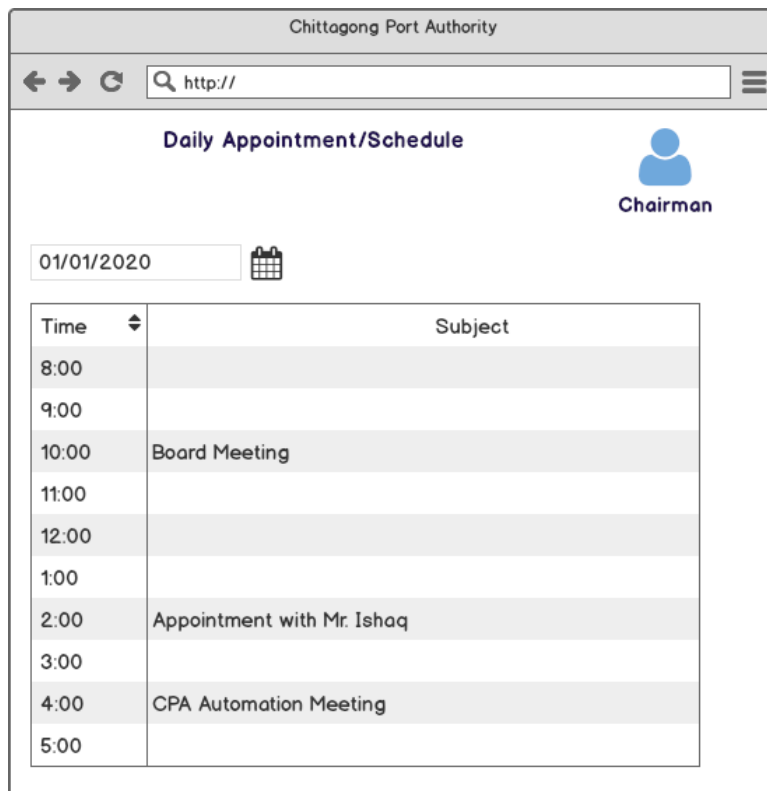 Chittagong Port Authority
http://
Daily Appointment/Schedule
Chairman
01/01/2020
Time Subject
8:00
9:00
10:00 Board Meeting
11:00
12:00
1:00
2:00 Appointment with Mr. Ishaq
3:00
4:00 CPA Automation Meeting
5:00